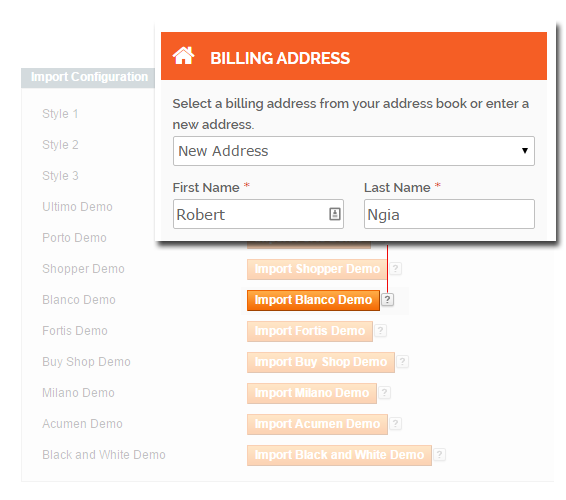 BILLING ADDRESS
Select a billing address from your address book or enter a
new address.
New Address
First Name *
Last Name *
Robert
Ngia
Import Configuration
Style 1
Style 2
Style 3
Ultimo Demo
Porto Demo
Shopper Demo
Import Shopper Demo
?
Blanco Demo
Import Blanco Demo
?
Fortis Demo
Import Fortis Demo
?
Buy Shop Demo
Import Buy Shop Demo
?
Milano Demo
Import Milano Demo
?
Acumen Demo
Import Acumen Demo
?
Black and White Demo
Import Black and White Demo
?